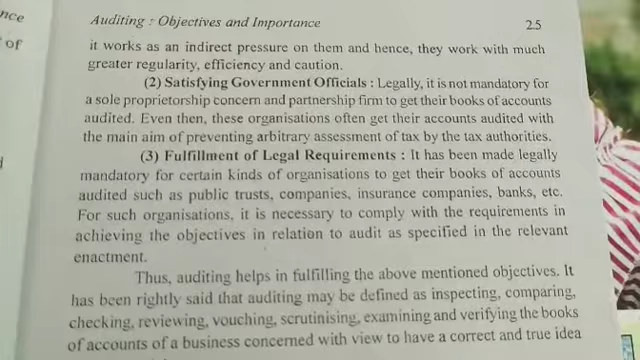 nce
of
Auditing : Objectives and Importance 2.5
it works as an indirect pressure on them and hence, they work with much
greater regularity, efficiency and caution.
(2) Satisfying Government Officials : Legally, it is not mandatory for
a sole proprietorship concern and partnership firm to get their books of accounts
audited. Even then, these organisations often get their accounts audited with
the main aim of preventing arbitrary assessment of tax by the tax authorities.
(3) Fulfillment of Legal Requirements : It has been made legally
mandatory for certain kinds of organisations to get their books of accounts
audited such as public trusts, companies, insurance companies, banks, etc.
For such organisations, it is necessary to comply with the requirements in
achieving the objectives in relation to audit as specified in the relevant
enactment.
Thus, auditing helps in fulfilling the above mentioned objectives. It
has been rightly said that auditing may be defined as inspecting, comparing,
checking, reviewing, vouching, scrutinising, examining and verifying the books
of accounts of a business concerned with view to have a correct and true idea